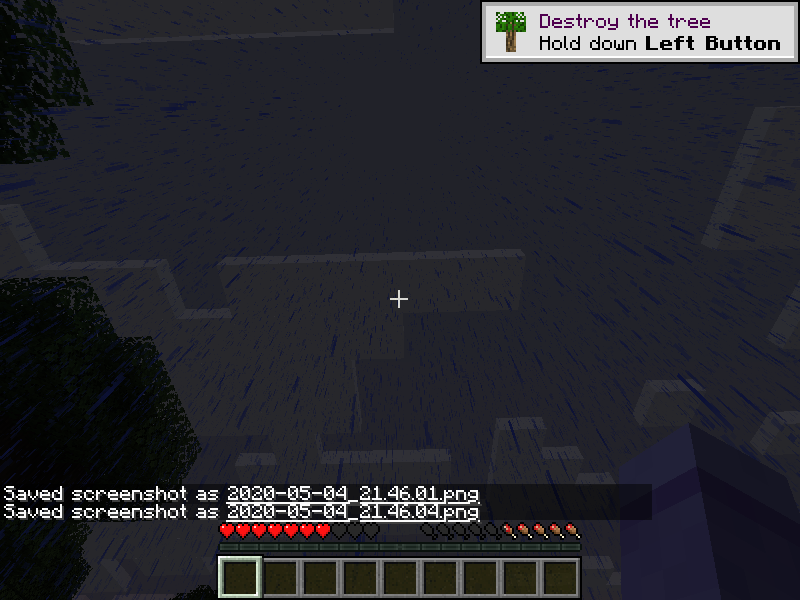 Destroy the tree
Hold down Left Button
Saved screenshot as 2020-05-04_21.46.01.png
Saved screenshot as 2020-05-04_21.46.04.png